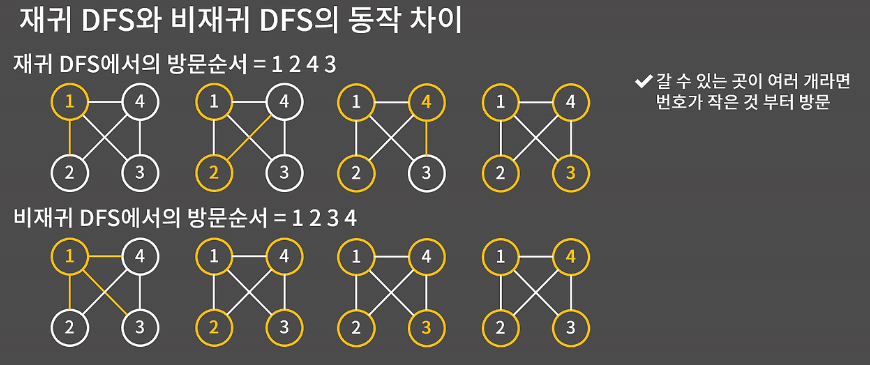 재귀 DFS와 비재귀 DFS의 동작 차이
재귀 DFS에서의 방문순서 = 1 2 4 3
✔ 갈 수 있는 곳이 여러 개라면
번호가 작은 것 부터 방문
1 4 1 4 1 4 1 4
2 3 2 3 2 3 2 3
비재귀 DFS에서의 방문순서 = 1 2 3 4
1 4 1 4 1 4 1 4
2 3 2 3 2 3 2 3